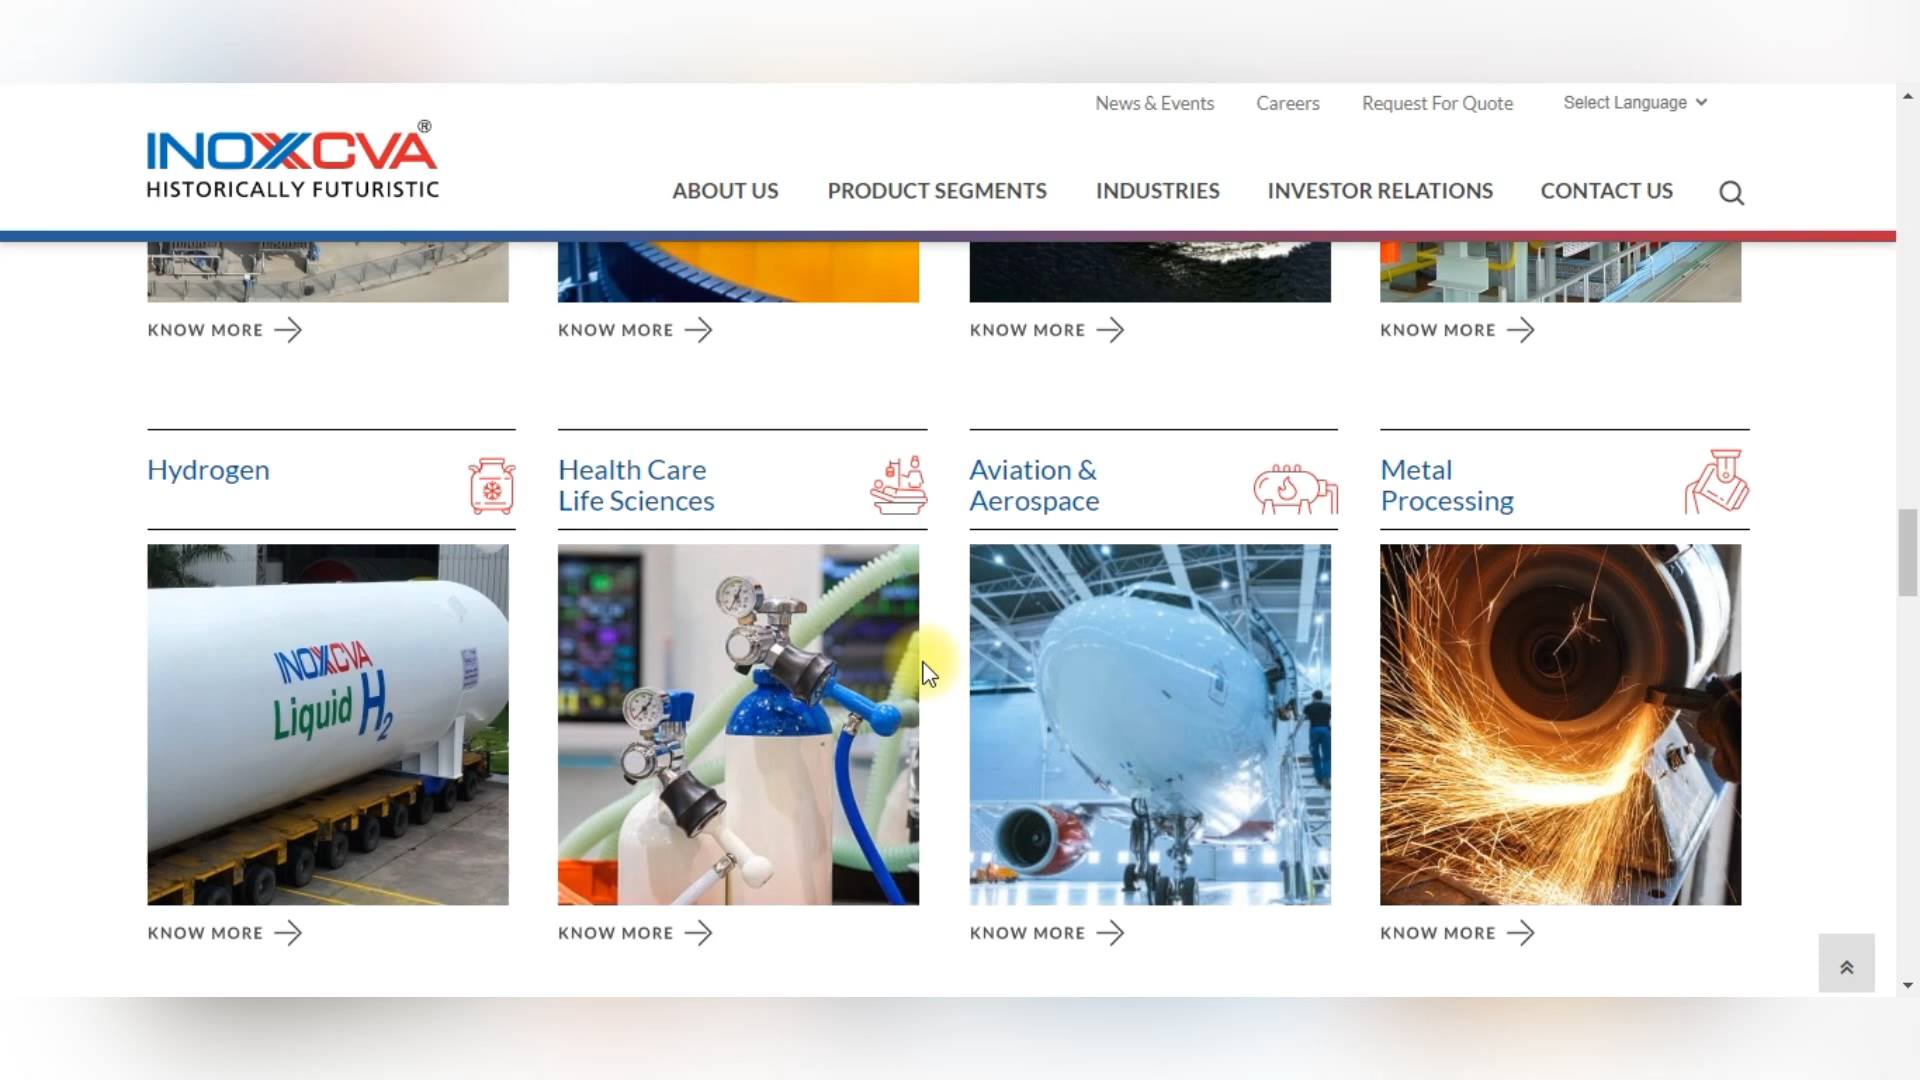 News & Events Careers Request For Quote Select Language
INOXCVA®
HISTORICALLY FUTURISTIC
ABOUT US PRODUCT SEGMENTS INDUSTRIES INVESTOR RELATIONS CONTACT US
KNOW MORE KNOW MORE KNOW MORE KNOW MORE
Hydrogen
Health Care
Life Sciences
Aviation &
Aerospace
Metal
Processing
INOXCVA
Liquid H2
KNOW MORE KNOW MORE KNOW MORE KNOW MORE